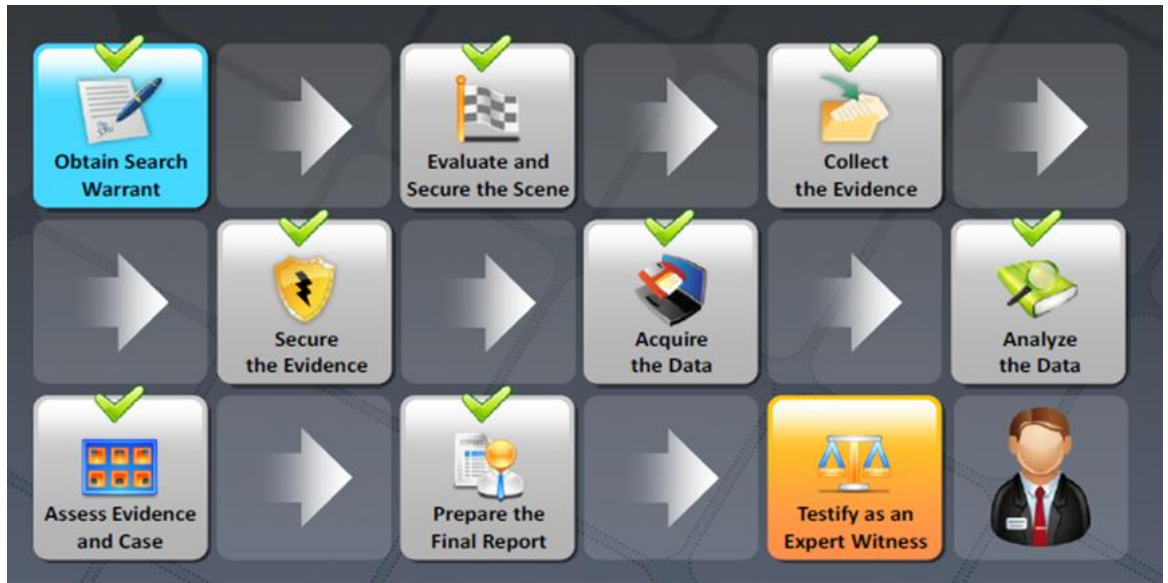 Obtain Search
Warrant
Evaluate and
Secure the Scene
Collect
the Evidence
Secure
the Evidence
Acquire
the Data
Analyze
the Data
Assess Evidence
and Case
Prepare the
Final Report
Testify as an
Expert Witness